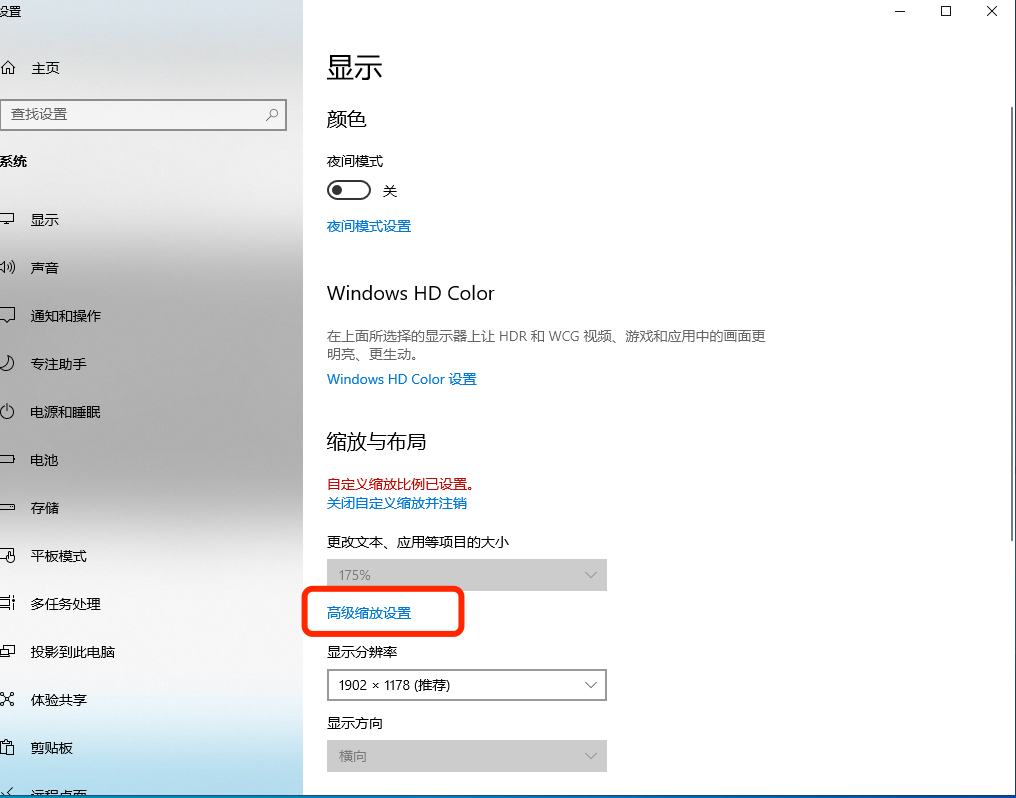 设置
主页
查找设置
系统
显示
声音
通知和操作
专注助手
电源和睡眠
电池
存储
平板模式
多任务处理
投影到此电脑
体验共享
剪贴板
远程桌面
显示
颜色
夜间模式
关
夜间模式设置
Windows HD Color
在上面所选择的显示器上让 HDR 和 WCG 视频、游戏和应用中的画面更
明亮、更生动。
Windows HD Color 设置
缩放与布局
自定义缩放比例已设置。
关闭自定义缩放并注销
更改文本、应用等项目的大小
175%
高级缩放设置
显示分辨率
1902 × 1178 (推荐)
显示方向
横向